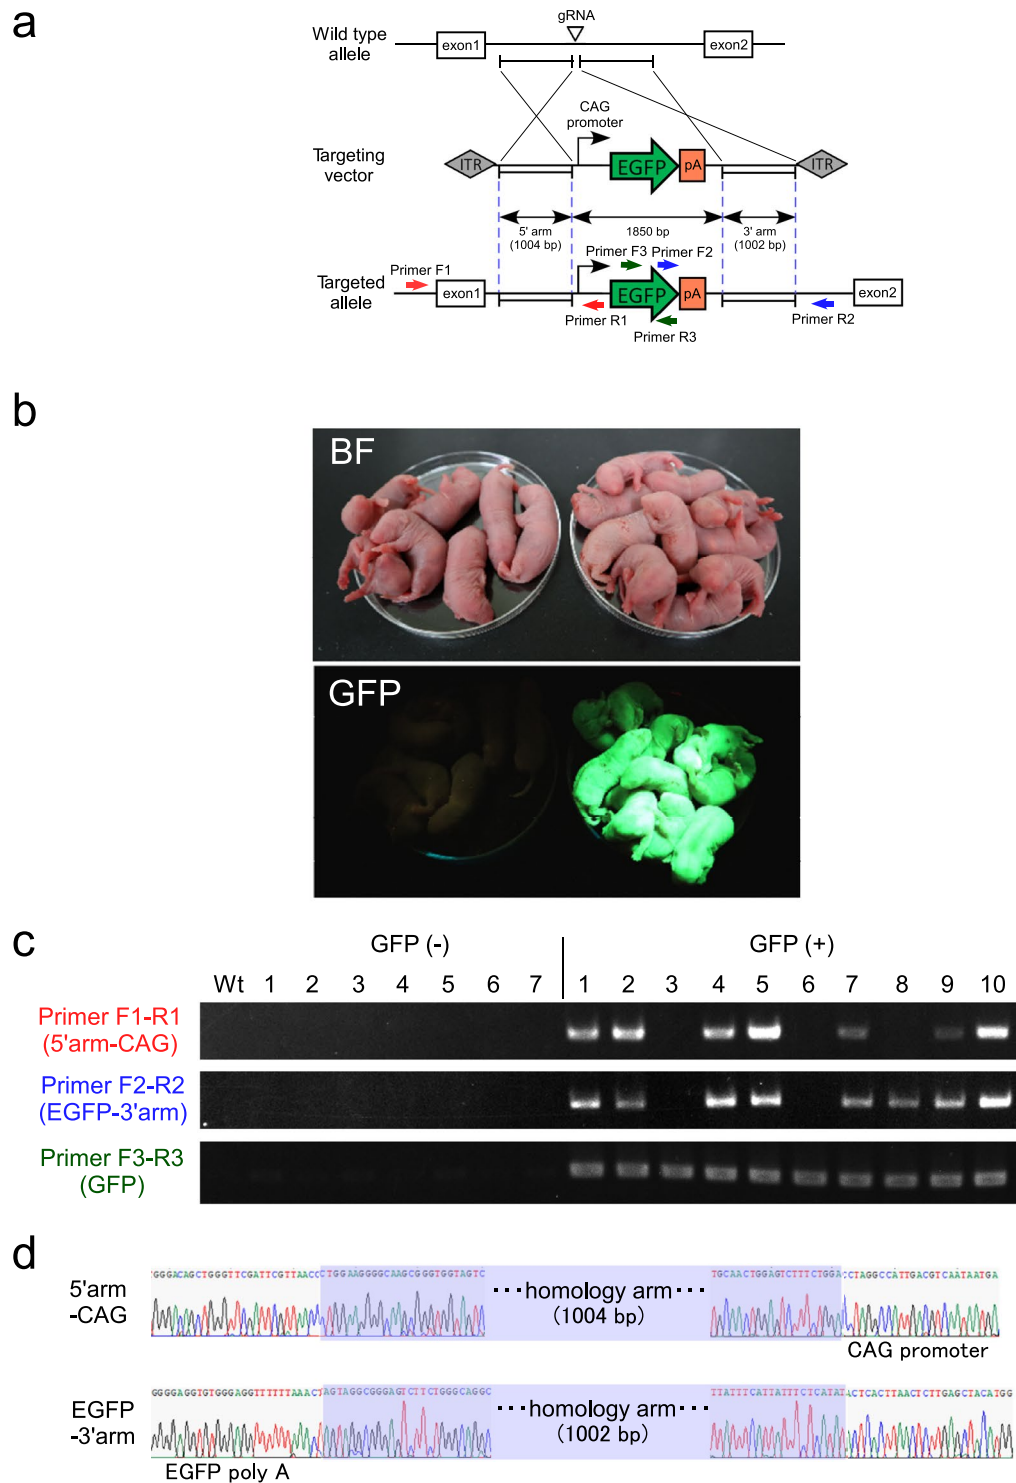 a
gRNA
Wild type
allele
exon1
exon2
CAG
promoter
Targeting
vector
ITR
EGFP
pA
ITR
5' arm
(1004 bp)
1850 bp
3' arm
(1002 bp)
Primer F1
Primer F3
Primer F2
Targeted
allele
exon1
EGFP
pA
exon2
Primer R1
Primer R2
Primer R3
b
BF
GFP
c
GFP (-)
GFP (+)
Wt 1 2 3 4 5 6 7 1 2 3 4 5 6 7 8 9 10
Primer F1-R1
(5'arm-CAG)
Primer F2-R2
(EGFP-3'arm)
Primer F3-R3
(GFP)
d
5'arm
-CAG
GGGACAGCTGGGTTCGATTCGTTAACCCTGGAAGGGGCAAGCGGGTGGTAGTC
···homology arm···
(1004 bp)
TGCAACTGGAGTCTTTCTGGGACCTAGGCCATTGACGTCAATAATGA
CAG promoter
EGFP
-3'arm
GGGGAGGTGTGGGAGGTTTTTTAAACTAGTAGGCGGGAGTCTTCTGGGCAGGC
···homology arm···
(1002 bp)
TTATTTCATTATTTCTCATATACTCACTTAACTCTTGAGCTACATGG
EGFP poly A